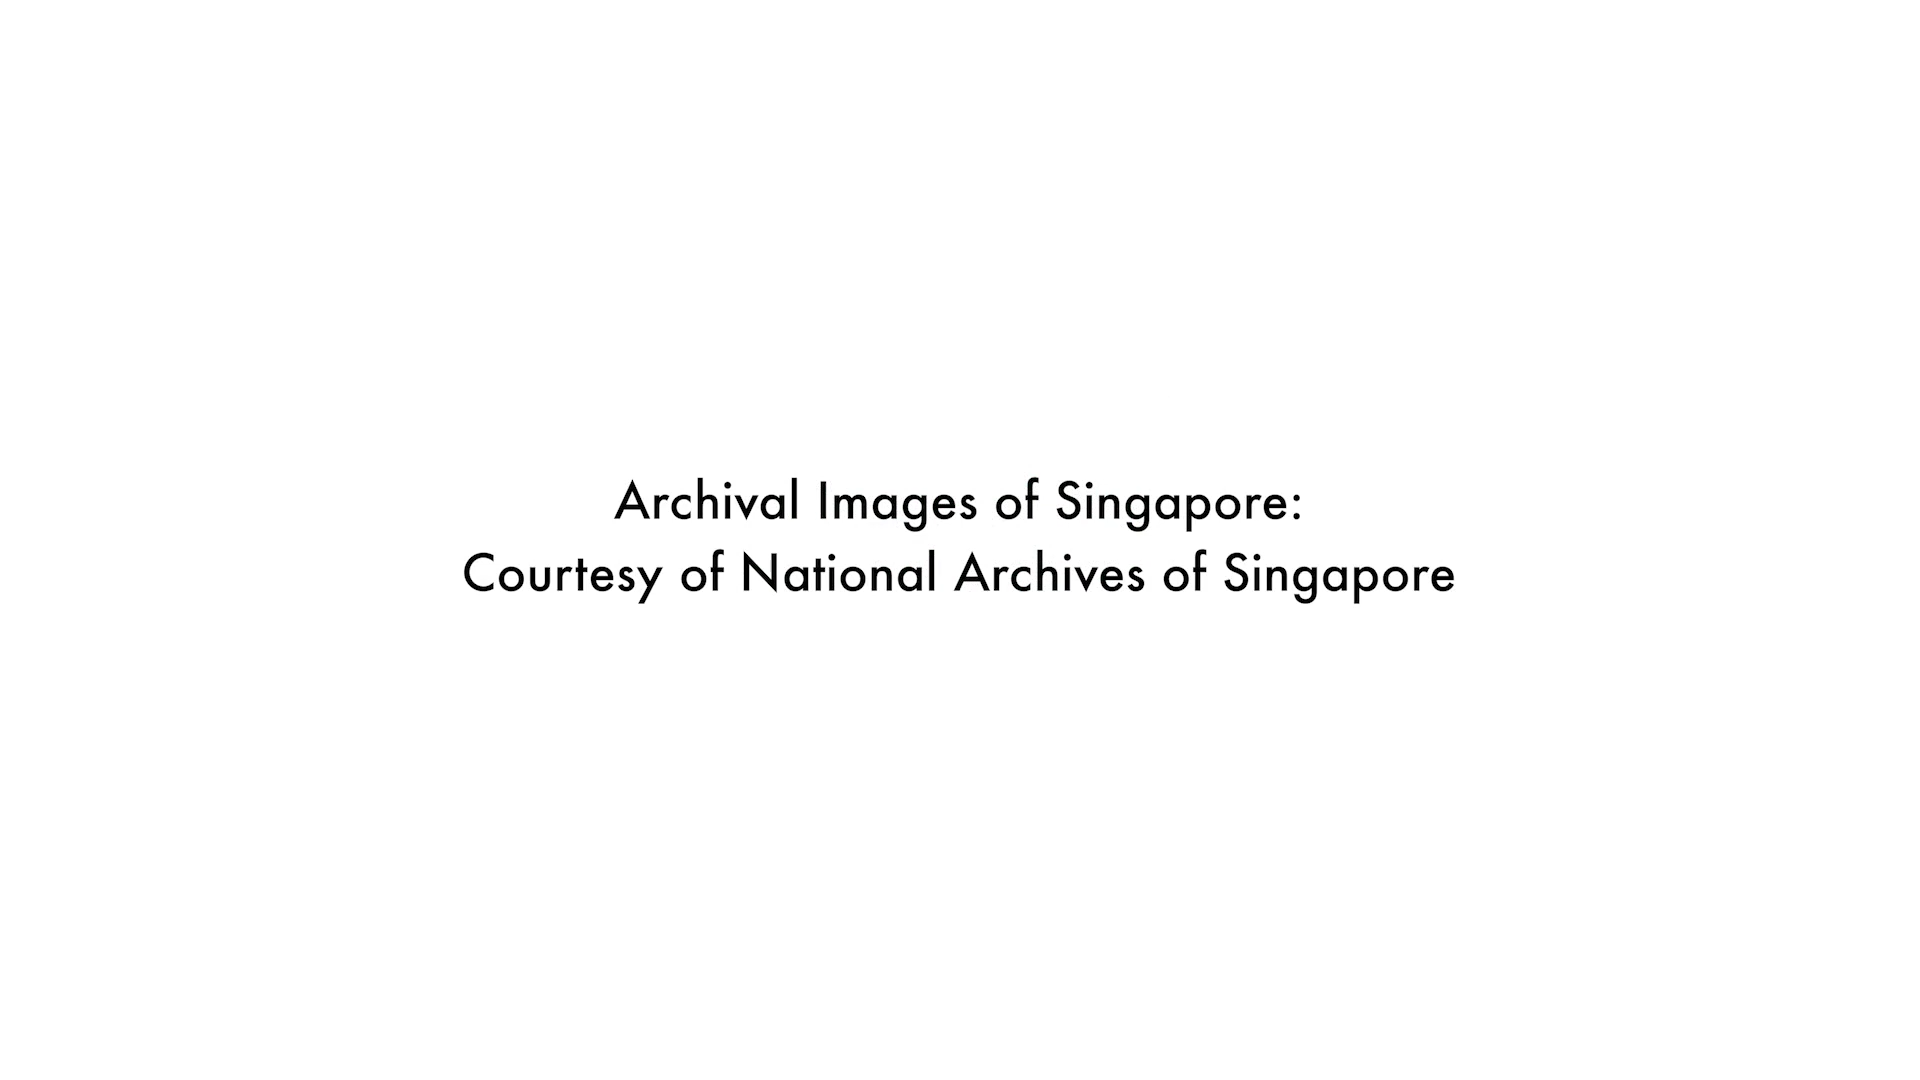 Archival Images of Singapore:
Courtesy of National Archives of Singapore